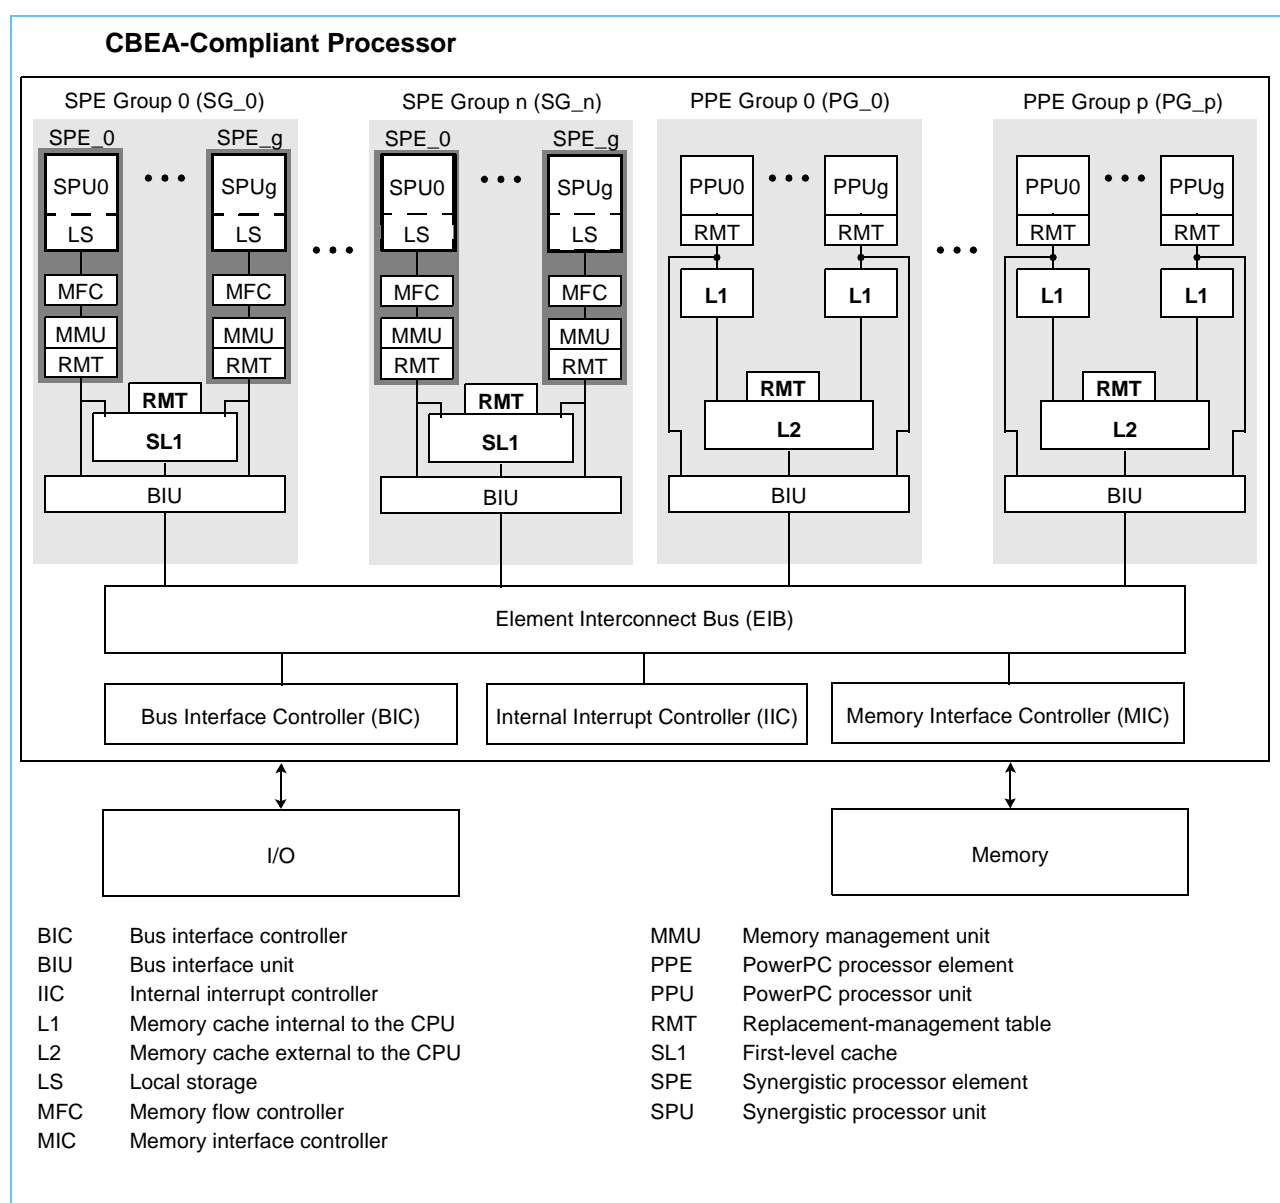 CBEA-Compliant Processor
SPE Group 0 (SG_0)
SPE Group n (SG_n)
PPE Group 0 (PG_0)
PPE Group p (PG_p)
SPE_0
SPE_g
SPE_0
SPE_g
SPU0
• • •
SPUg
SPU0
• • •
SPUg
PPU0
• • •
PPUg
PPU0
• • •
PPUg
LS
LS
• • •
LS
LS
RMT
RMT
• • •
RMT
RMT
MFC
MFC
MFC
MFC
L1
L1
L1
L1
MMU
MMU
MMU
MMU
RMT
RMT
RMT
RMT
RMT
RMT
RMT
RMT
SL1
SL1
L2
L2
BIU
BIU
BIU
BIU
Element Interconnect Bus (EIB)
Bus Interface Controller (BIC)
Internal Interrupt Controller (IIC)
Memory Interface Controller (MIC)
I/O
Memory
BIC Bus interface controller
BIU Bus interface unit
IIC Internal interrupt controller
L1 Memory cache internal to the CPU
L2 Memory cache external to the CPU
LS Local storage
MFC Memory flow controller
MIC Memory interface controller
MMU Memory management unit
PPE PowerPC processor element
PPU PowerPC processor unit
RMT Replacement-management table
SL1 First-level cache
SPE Synergistic processor element
SPU Synergistic processor unit